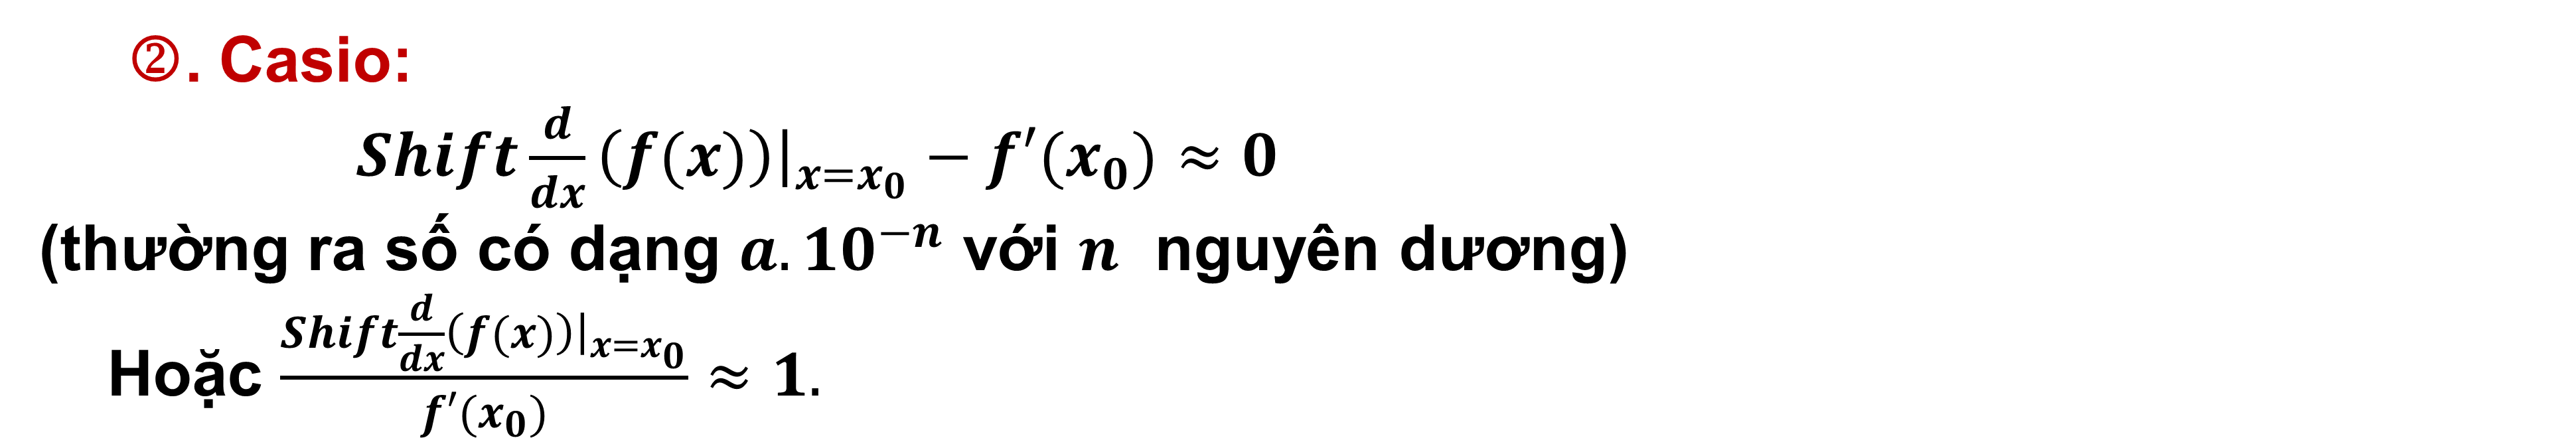 ②. Casio:
Shift d/dx (f(x))|ₓ₌ₓ₀ − f′(x₀) ≈ 0
(thường ra số có dạng a. 10⁻ⁿ với n nguyên dương)
Hoặc Shift d/dx (f(x))|ₓ₌ₓ₀ / f′(x₀) ≈ 1.